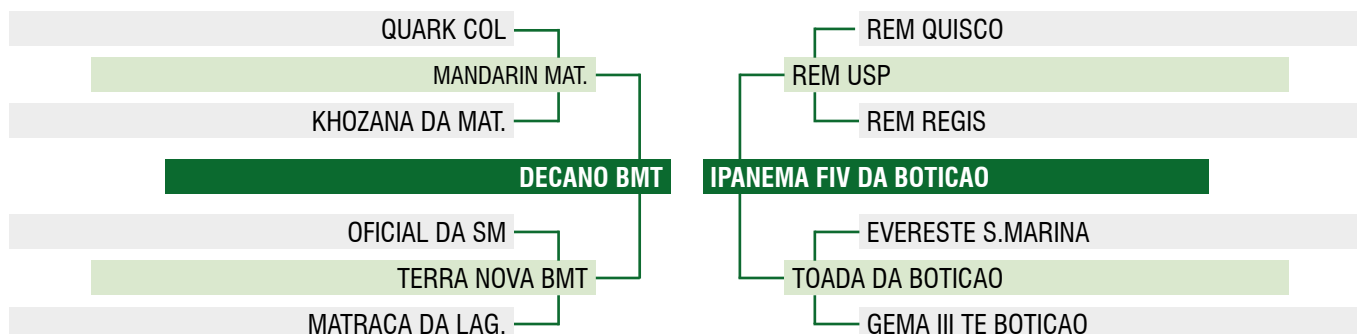 QUARK COL
MANDARIN MAT.
KHOZANA DA MAT.
DECANO BMT
OFICIAL DA SM
TERRA NOVA BMT
MATRACA DA LAG.
REM QUISCO
REM USP
REM REGIS
IPANEMA FIV DA BOTICAO
EVERESTE S.MARINA
TOADA DA BOTICAO
GEMA III TE BOTICAO